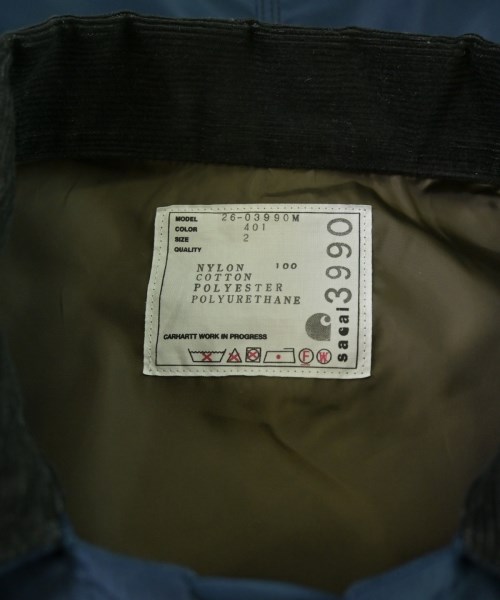 MODEL 26-03990M
COLOR 401
SIZE 2
QUALITY
NYLON 100
COTTON
POLYESTER
POLYURETHANE
CARHARTT WORK IN PROGRESS
F W
sacai 3990